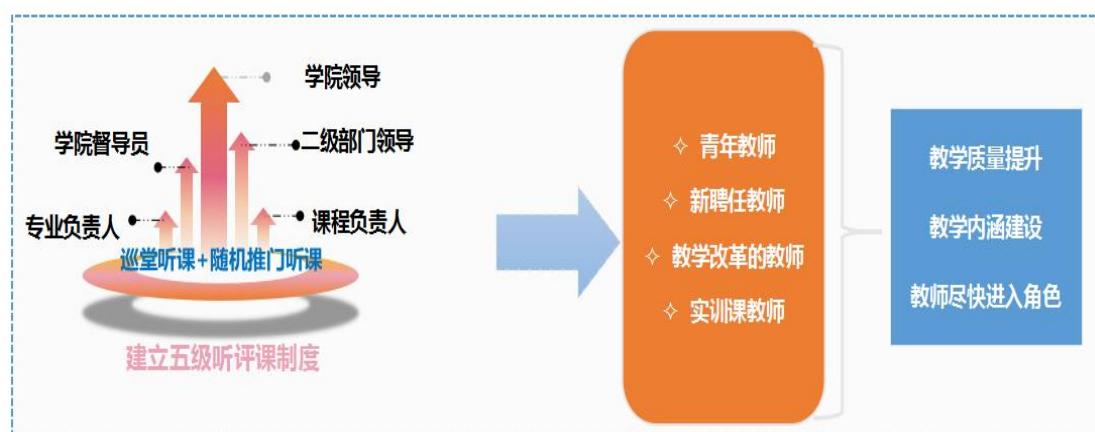 学院领导
学院督导员
二级部门领导
专业负责人
课程负责人
巡堂听课+随机推门听课
建立五级听评课制度
✧ 青年教师
✧ 新聘任教师
✧ 教学改革的教师
✧ 实训课教师
教学质量提升
教学内涵建设
教师尽快进入角色